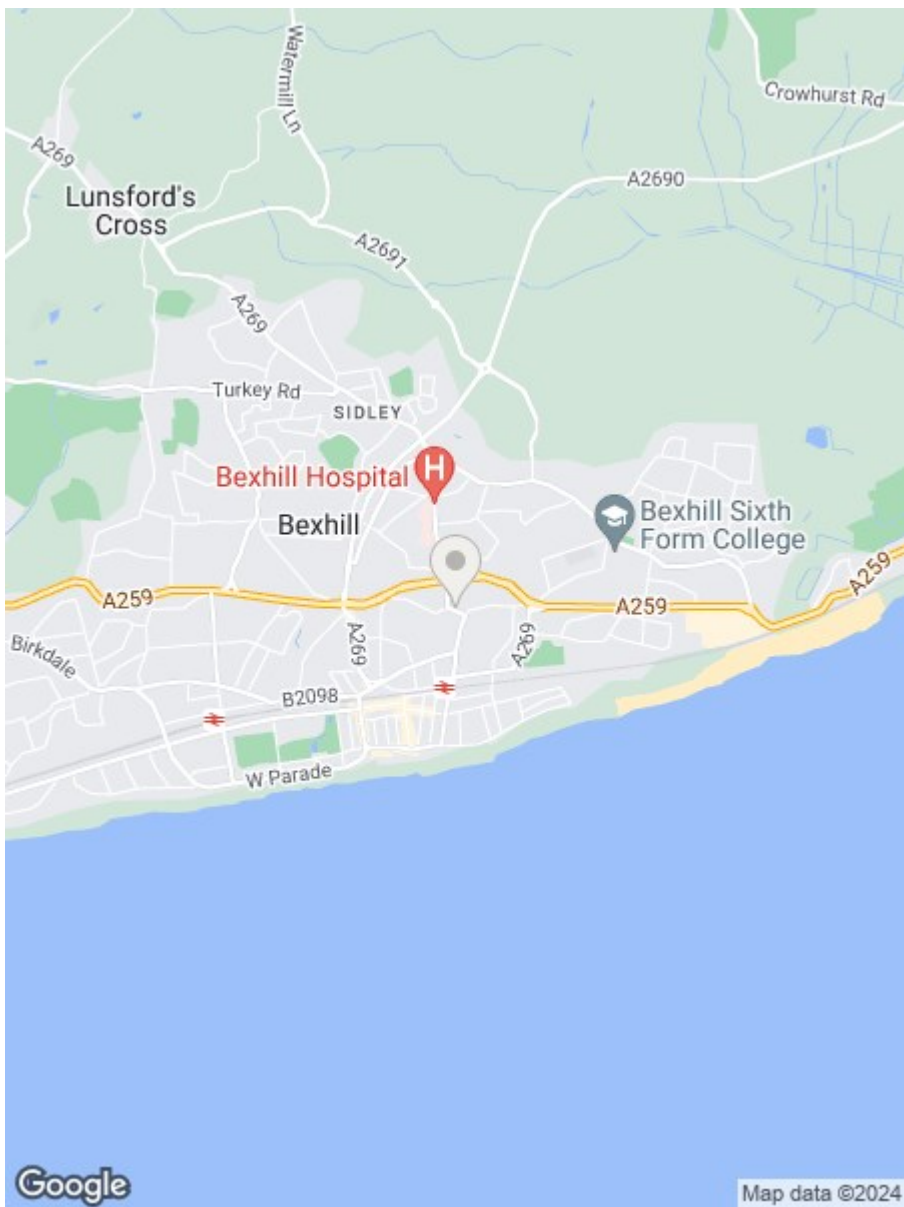 Watermill Ln
Crowhurst Rd
A269
A2690
Lunsford's
Cross
A2691
A269
Turkey Rd
SIDLEY
Bexhill Hospital
H
Bexhill
Bexhill Sixth
Form College
A259
A259
A259
A269
A269
Birkdale
B2098
W Parade
Google
Map data ©2024